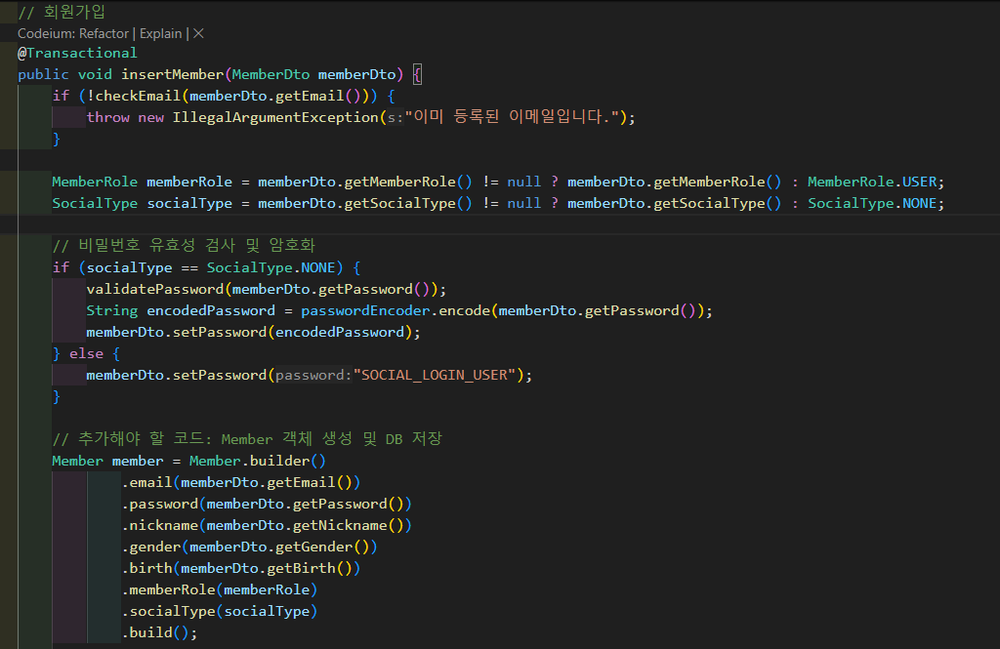 // 회원가입
Codeium: Refactor | Explain | ✕
@Transactional
public void insertMember(MemberDto memberDto) {
if (!checkEmail(memberDto.getEmail())) {
throw new IllegalArgumentException(s:"이미 등록된 이메일입니다.");
}
MemberRole memberRole = memberDto.getMemberRole() != null ? memberDto.getMemberRole() : MemberRole.USER;
SocialType socialType = memberDto.getSocialType() != null ? memberDto.getSocialType() : SocialType.NONE;
// 비밀번호 유효성 검사 및 암호화
if (socialType == SocialType.NONE) {
validatePassword(memberDto.getPassword());
String encodedPassword = passwordEncoder.encode(memberDto.getPassword());
memberDto.setPassword(encodedPassword);
} else {
memberDto.setPassword(password:"SOCIAL_LOGIN_USER");
}
// 추가해야 할 코드: Member 객체 생성 및 DB 저장
Member member = Member.builder()
.email(memberDto.getEmail())
.password(memberDto.getPassword())
.nickname(memberDto.getNickname())
.gender(memberDto.getGender())
.birth(memberDto.getBirth())
.memberRole(memberRole)
.socialType(socialType)
.build();